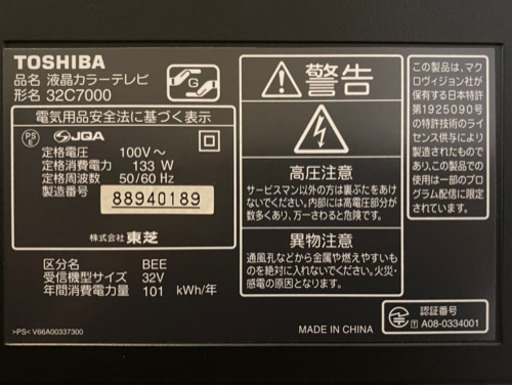 TOSHIBA
品名 液晶カラーテレビ
形名 32C7000
G
電気用品安全法に基づく表示
PS
E
JQA
定格電圧 100V～
定格消費電力 133 W
定格周波数 50/60 Hz
製造番号 88940189
株式会社 東芝
区分名 BEE
受信機型サイズ 32V
年間消費電力量 101 kWh/年
>PS< V66A00337300
警告
高圧注意
サービスマン以外の方は裏ぶたをあけ
ないでください。内部には高電圧部分が
数多くあり、万一さわると危険です。
異物注意
通風孔などから金属や燃えやすいもの
を絶対に入れないでください。火災・
感電の原因となります。
MADE IN CHINA
この製品は、マク
ロヴィジョン社が
保有する日本特許
第1925090号
の特許技術のライ
センス供与により
製造されたもので
あり、この製品での
使用は一部のプロ
グラム配信に限定
されています。
認証番号
T A08-0334001